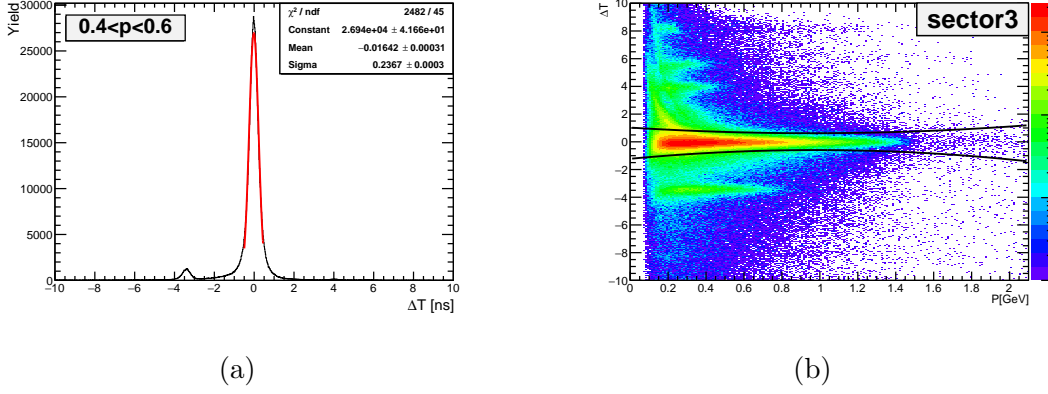 0.4<p<0.6
χ² / ndf 2482 / 45
Constant 2.694e+04 ± 4.166e+01
Mean −0.01642 ± 0.00031
Sigma 0.2367 ± 0.0003
Yield
30000
25000
20000
15000
10000
5000
0
−10 −8 −6 −4 −2 0 2 4 6 8 10
ΔT [ns]
(a)
sector3
ΔT
10
8
6
4
2
0
−2
−4
−6
−8
−10
0 0.2 0.4 0.6 0.8 1 1.2 1.4 1.6 1.8 2
P[GeV]
(b)